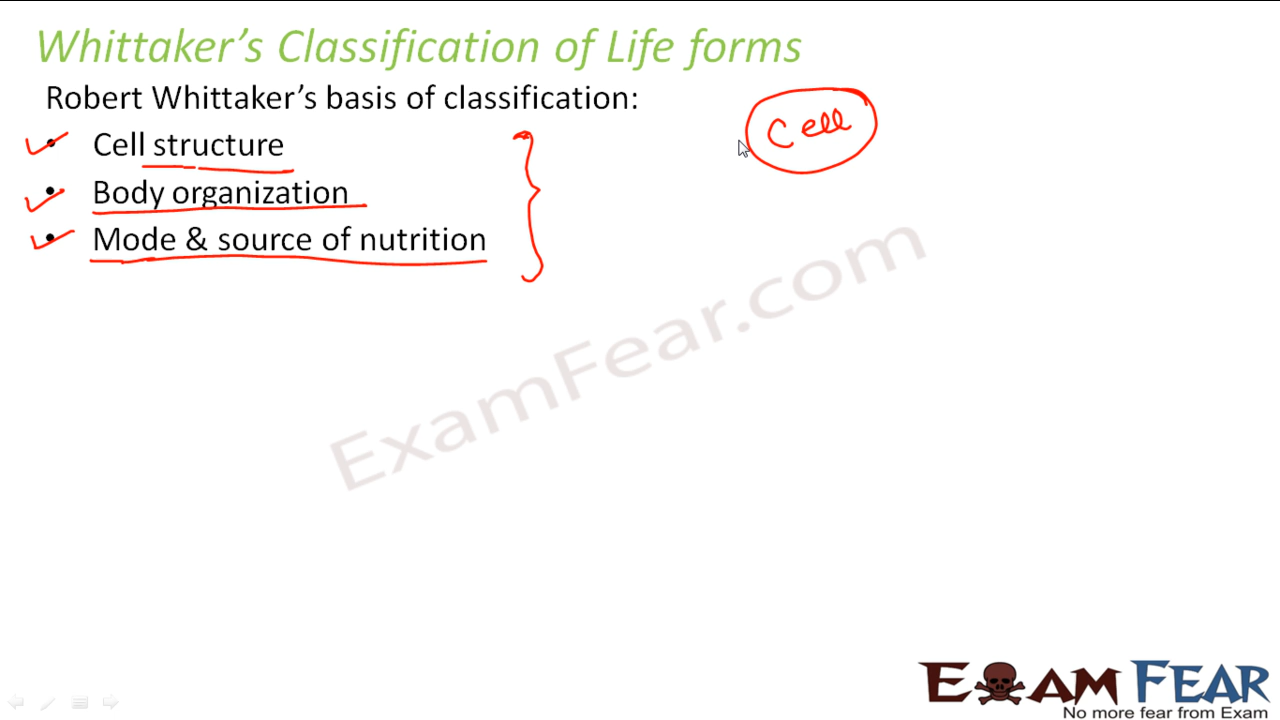 Whittaker's Classification of Life forms
Robert Whittaker's basis of classification:
• Cell structure
• Body organization
• Mode & source of nutrition
Cell
ExamFear.com
EXAM FEAR
No more fear from Exam